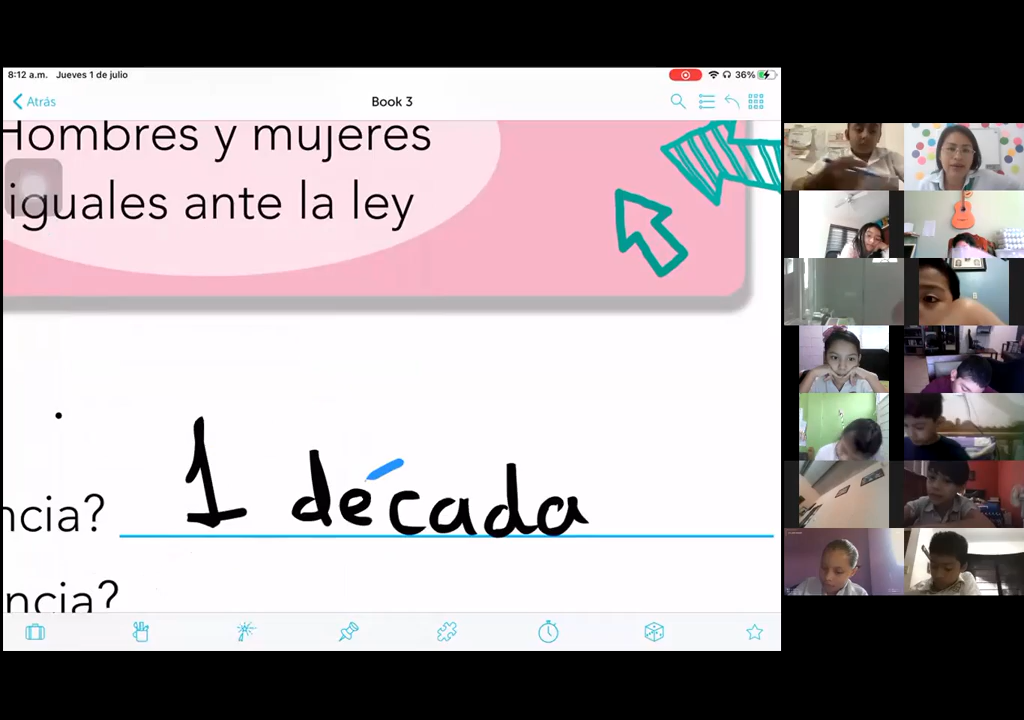 8:12 a.m. Jueves 1 de julio
36%
Atrás
Book 3
Hombres y mujeres
iguales ante la ley
ncia? 1 década
ncia?